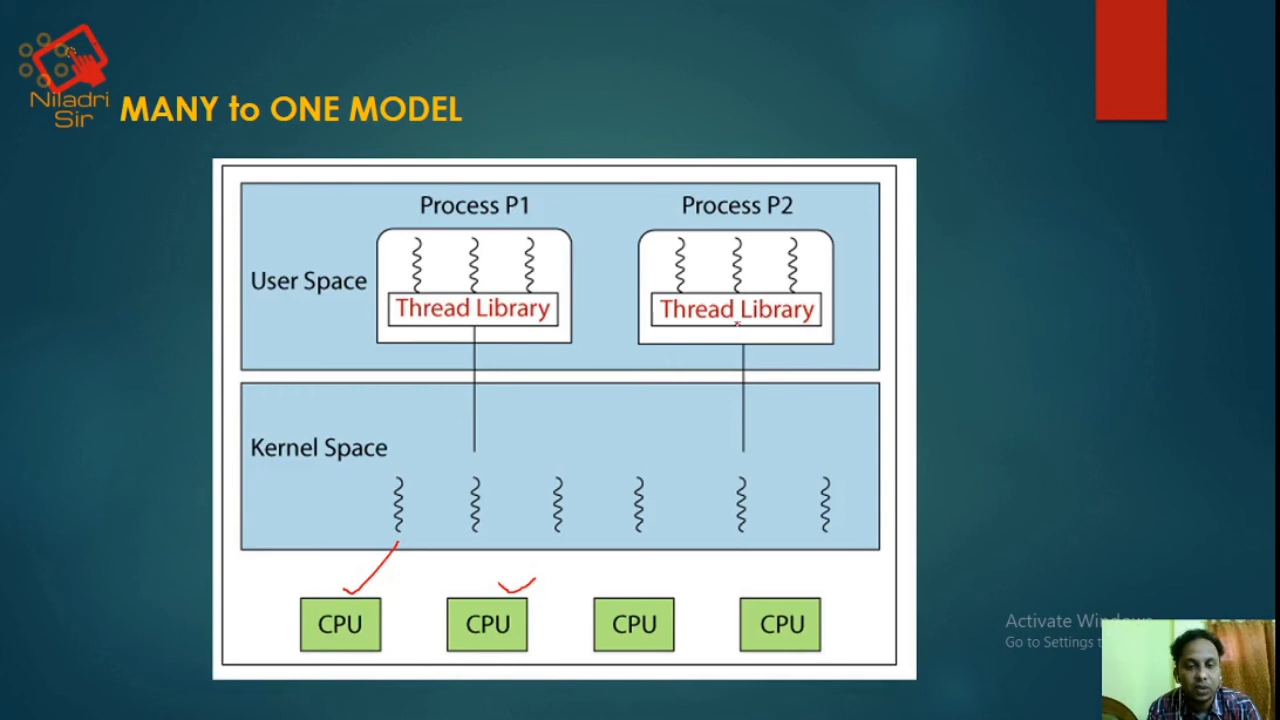 Niladri
Sir
MANY to ONE MODEL
Process P1
Process P2
User Space
Thread Library
Thread Library
Kernel Space
CPU
CPU
CPU
CPU
Activate Windows
Go to Settings t